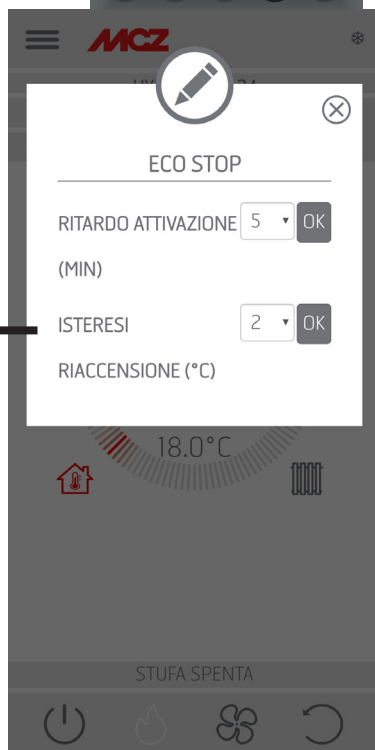 MCZ
ECO STOP
RITARDO ATTIVAZIONE 5 OK
(MIN)
ISTERESI 2 OK
RIACCENSIONE (°C)
18.0°C
STUFA SPENTA